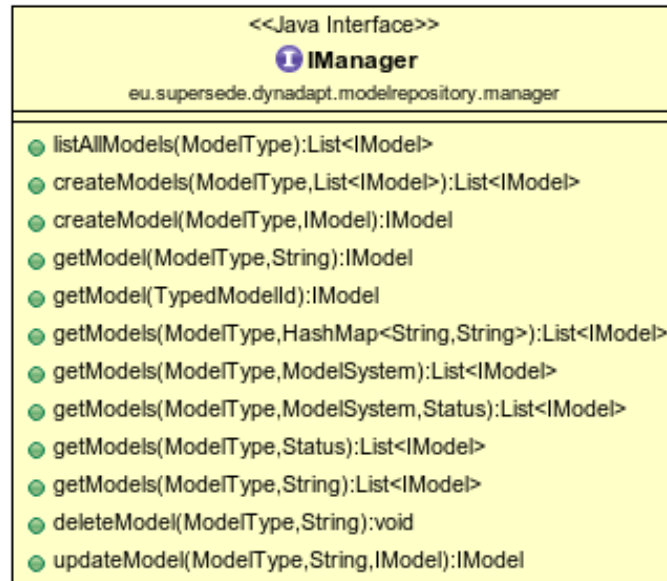 <<Java Interface>>
I IManager
eu.supersede.dynadapt.modelrepository.manager
listAllModels(ModelType):List<IModel>
createModels(ModelType,List<IModel>):List<IModel>
createModel(ModelType,IModel):IModel
getModel(ModelType,String):IModel
getModel(TypedModelId):IModel
getModels(ModelType,HashMap<String,String>):List<IModel>
getModels(ModelType,ModelSystem):List<IModel>
getModels(ModelType,ModelSystem,Status):List<IModel>
getModels(ModelType,Status):List<IModel>
getModels(ModelType,String):List<IModel>
deleteModel(ModelType,String):void
updateModel(ModelType,String,IModel):IModel